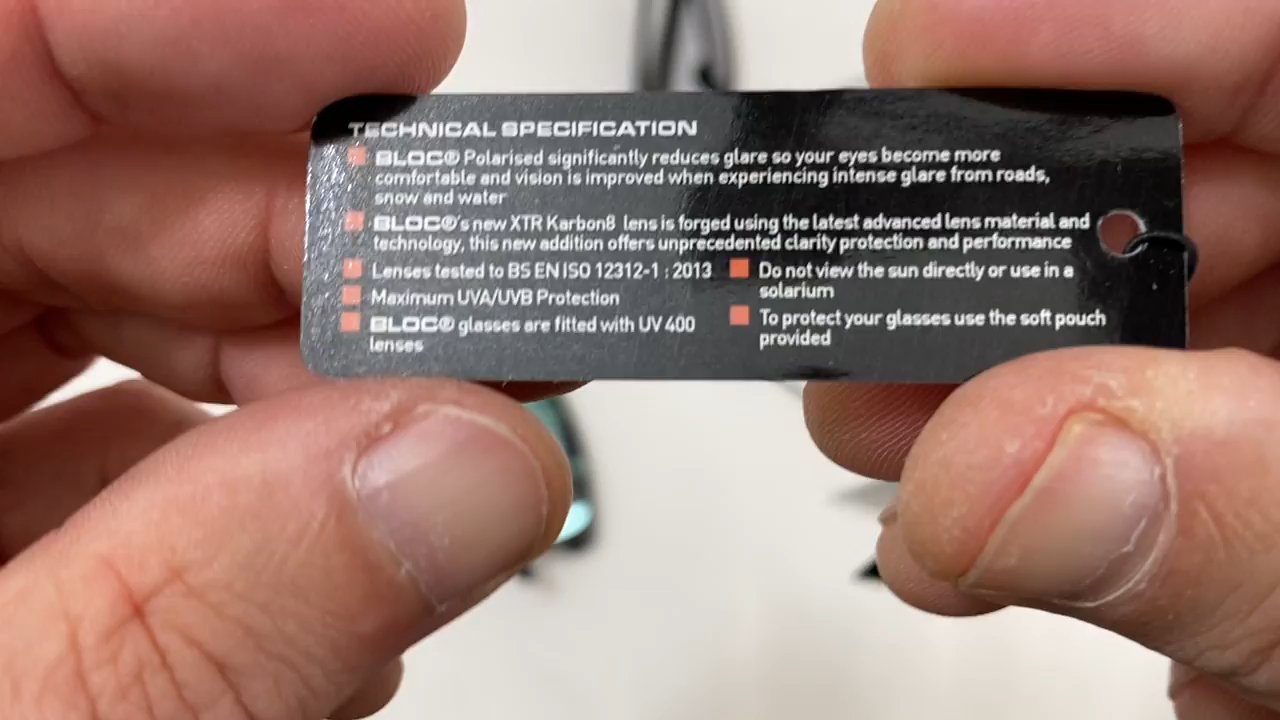 TECHNICAL SPECIFICATION
BLOC® Polarised significantly reduces glare so your eyes become more
comfortable and vision is improved when experiencing intense glare from roads,
snow and water
BLOC®'s new XTR Karbon8 lens is forged using the latest advanced lens material and
technology, this new addition offers unprecedented clarity protection and performance
Lenses tested to BS EN ISO 12312-1 : 2013
Maximum UVA/UVB Protection
BLOC® glasses are fitted with UV 400
lenses
Do not view the sun directly or use in a
solarium
To protect your glasses use the soft pouch
provided